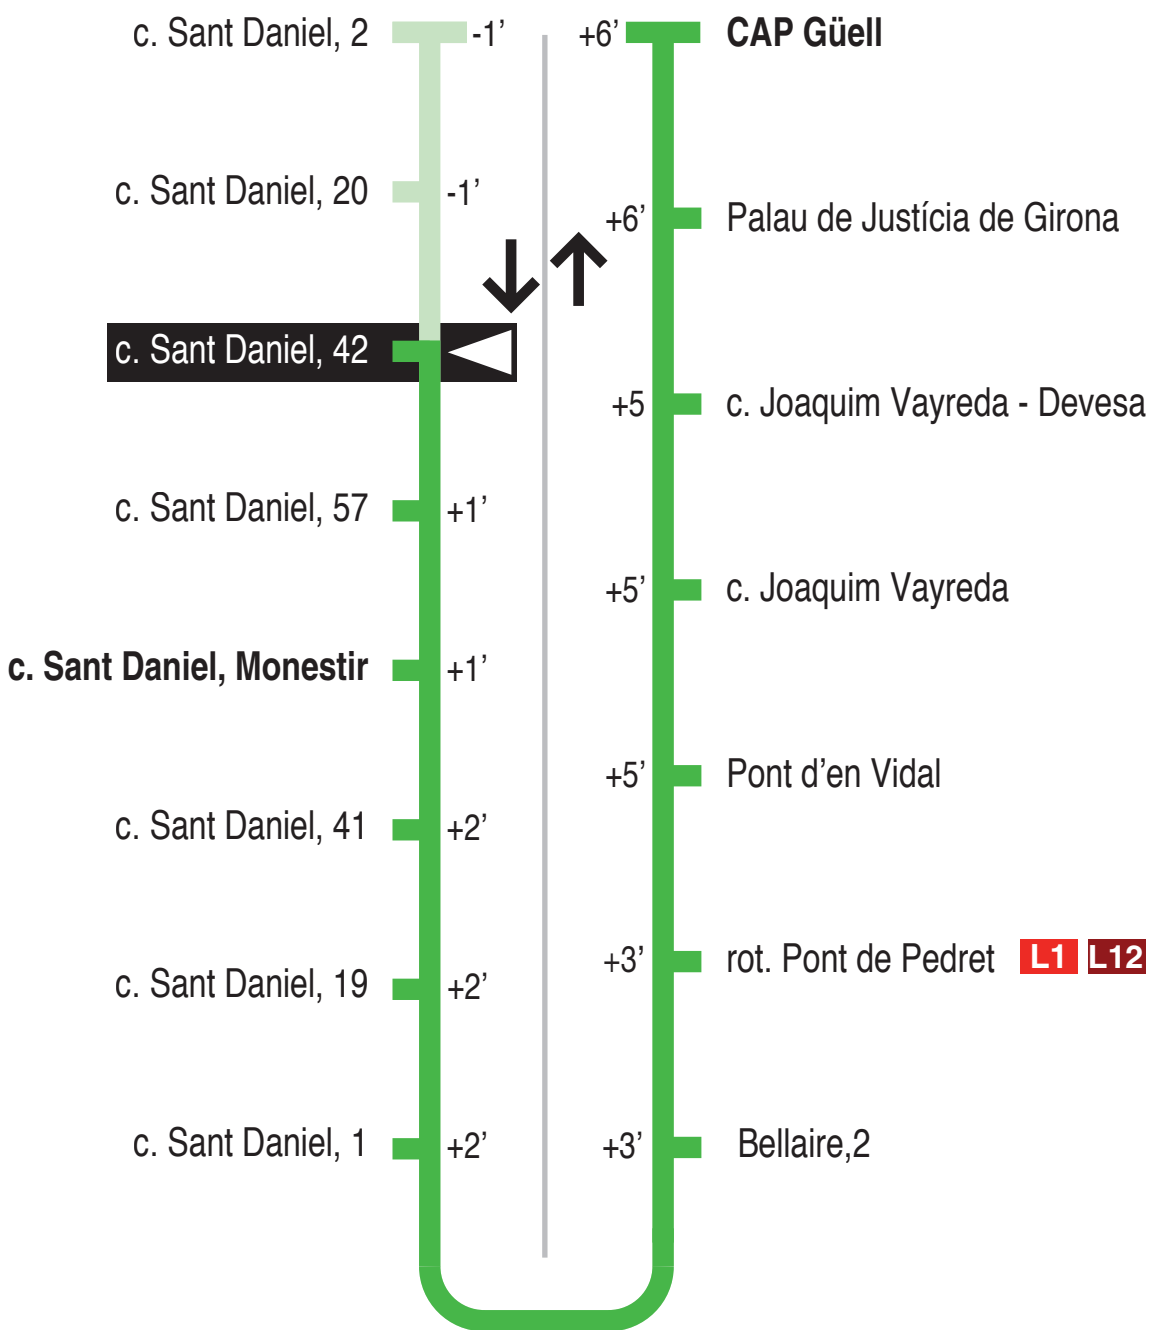 c. Sant Daniel, 2 -1’
c. Sant Daniel, 20 -1’
c. Sant Daniel, 42
c. Sant Daniel, 57 +1’
c. Sant Daniel, Monestir +1’
c. Sant Daniel, 41 +2’
c. Sant Daniel, 19 +2’
c. Sant Daniel, 1 +2’
+6’ CAP Güell
+6’ Palau de Justícia de Girona
+5 c. Joaquim Vayreda - Devesa
+5’ c. Joaquim Vayreda
+5’ Pont d’en Vidal
+3’ rot. Pont de Pedret L1 L12
+3’ Bellaire,2